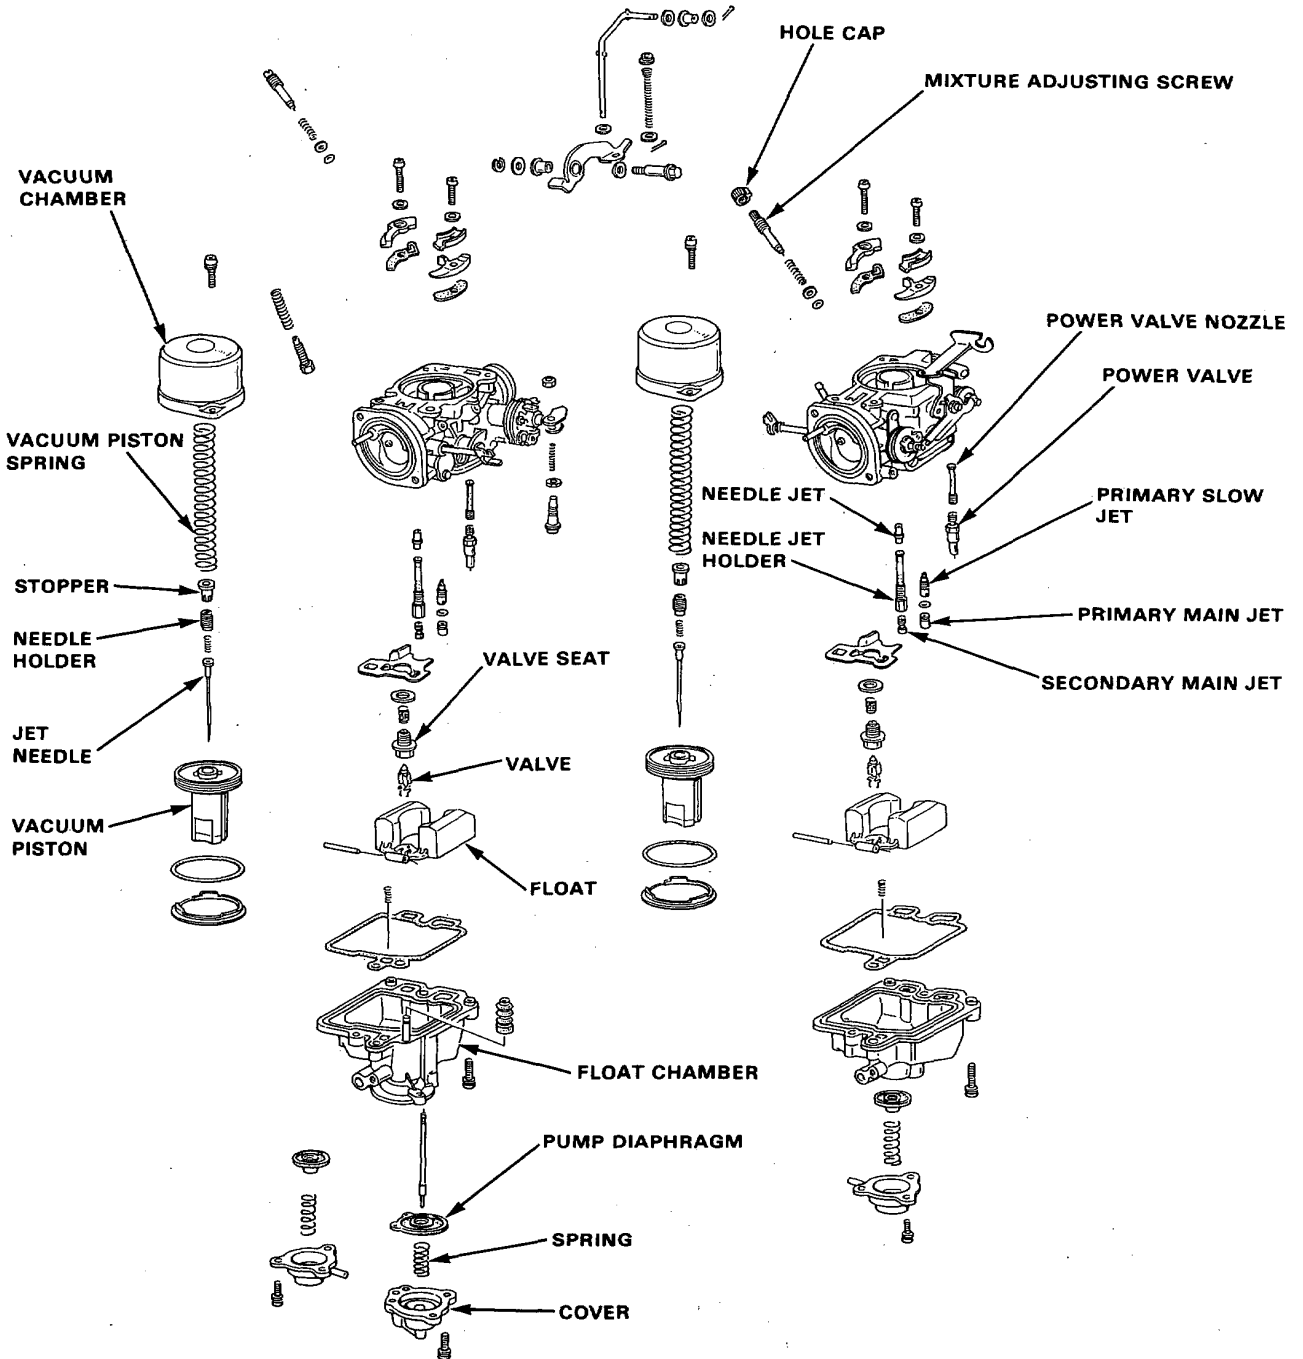 HOLE CAP
MIXTURE ADJUSTING SCREW
VACUUM
CHAMBER
POWER VALVE NOZZLE
POWER VALVE
VACUUM PISTON
SPRING
NEEDLE JET
PRIMARY SLOW
JET
NEEDLE JET
HOLDER
STOPPER
PRIMARY MAIN JET
NEEDLE
HOLDER
VALVE SEAT
SECONDARY MAIN JET
JET
NEEDLE
VALVE
VACUUM
PISTON
FLOAT
FLOAT CHAMBER
PUMP DIAPHRAGM
SPRING
COVER